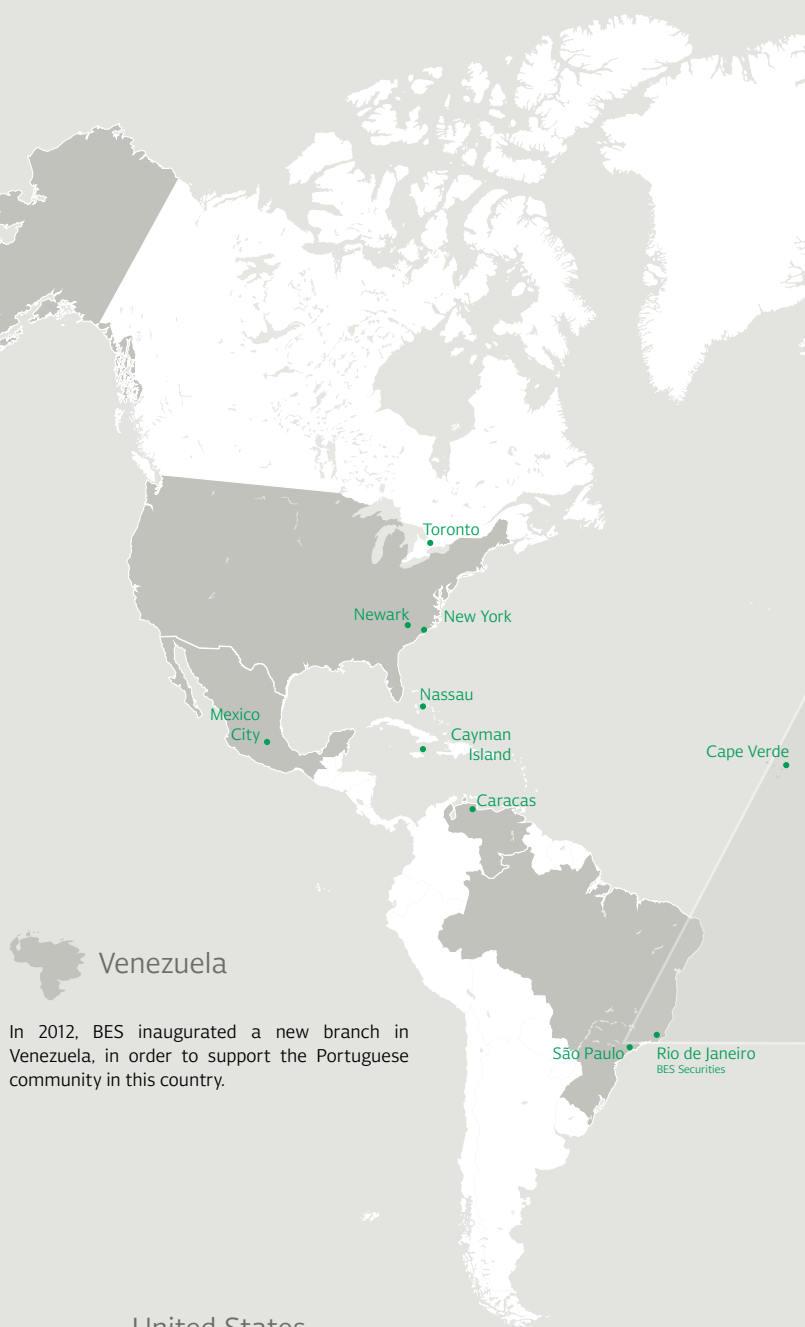 Toronto
Newark
New York
Nassau
Mexico
City
Cayman
Island
Cape Verde
Caracas
Venezuela
In 2012, BES inaugurated a new branch in
Venezuela, in order to support the Portuguese
community in this country.
São Paulo
Rio de Janeiro
BES Securities
United States